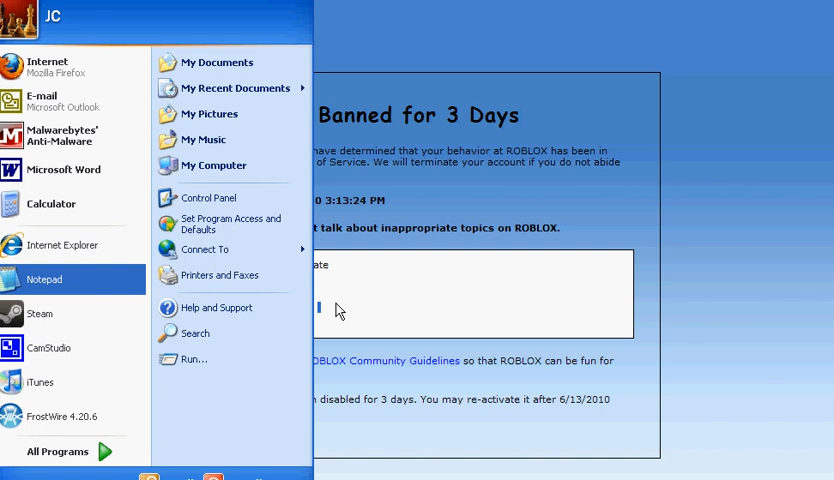 JC
Internet
Mozilla Firefox
E-mail
Microsoft Outlook
Malwarebytes'
Anti-Malware
Microsoft Word
Calculator
Internet Explorer
Notepad
Steam
CamStudio
iTunes
FrostWire 4.20.6
All Programs
My Documents
My Recent Documents
My Pictures
My Music
My Computer
Control Panel
Set Program Access and
Defaults
Connect To
Printers and Faxes
Help and Support
Search
Run...
Banned for 3 Days
have determined that your behavior at ROBLOX has been in
of Service. We will terminate your account if you do not abide
0 3:13:24 PM
t talk about inappropriate topics on ROBLOX.
ate
OBLOX Community Guidelines so that ROBLOX can be fun for
disabled for 3 days. You may re-activate it after 6/13/2010